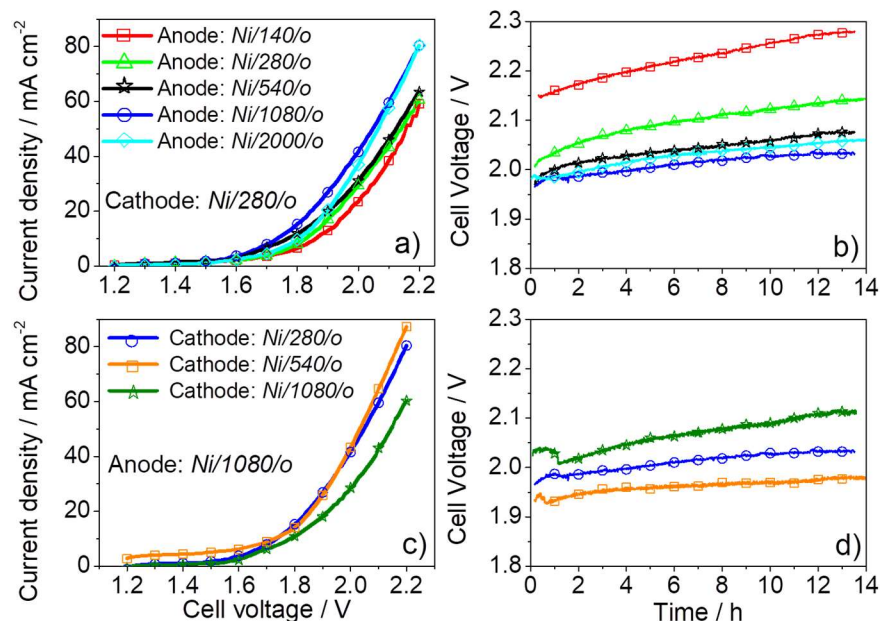 Current density / mA cm⁻²
80
60
40
20
0
Anode: Ni/140/o
Anode: Ni/280/o
Anode: Ni/540/o
Anode: Ni/1080/o
Anode: Ni/2000/o
Cathode: Ni/280/o
a)
1.2 1.4 1.6 1.8 2.0 2.2
Cell Voltage / V
2.3
2.2
2.1
2.0
1.9
1.8
b)
0 2 4 6 8 10 12 14
Current density / mA cm⁻²
80
60
40
20
0
Cathode: Ni/280/o
Cathode: Ni/540/o
Cathode: Ni/1080/o
Anode: Ni/1080/o
c)
1.2 1.4 1.6 1.8 2.0 2.2
Cell voltage / V
Cell Voltage / V
2.3
2.2
2.1
2.0
1.9
1.8
d)
0 2 4 6 8 10 12 14
Time / h